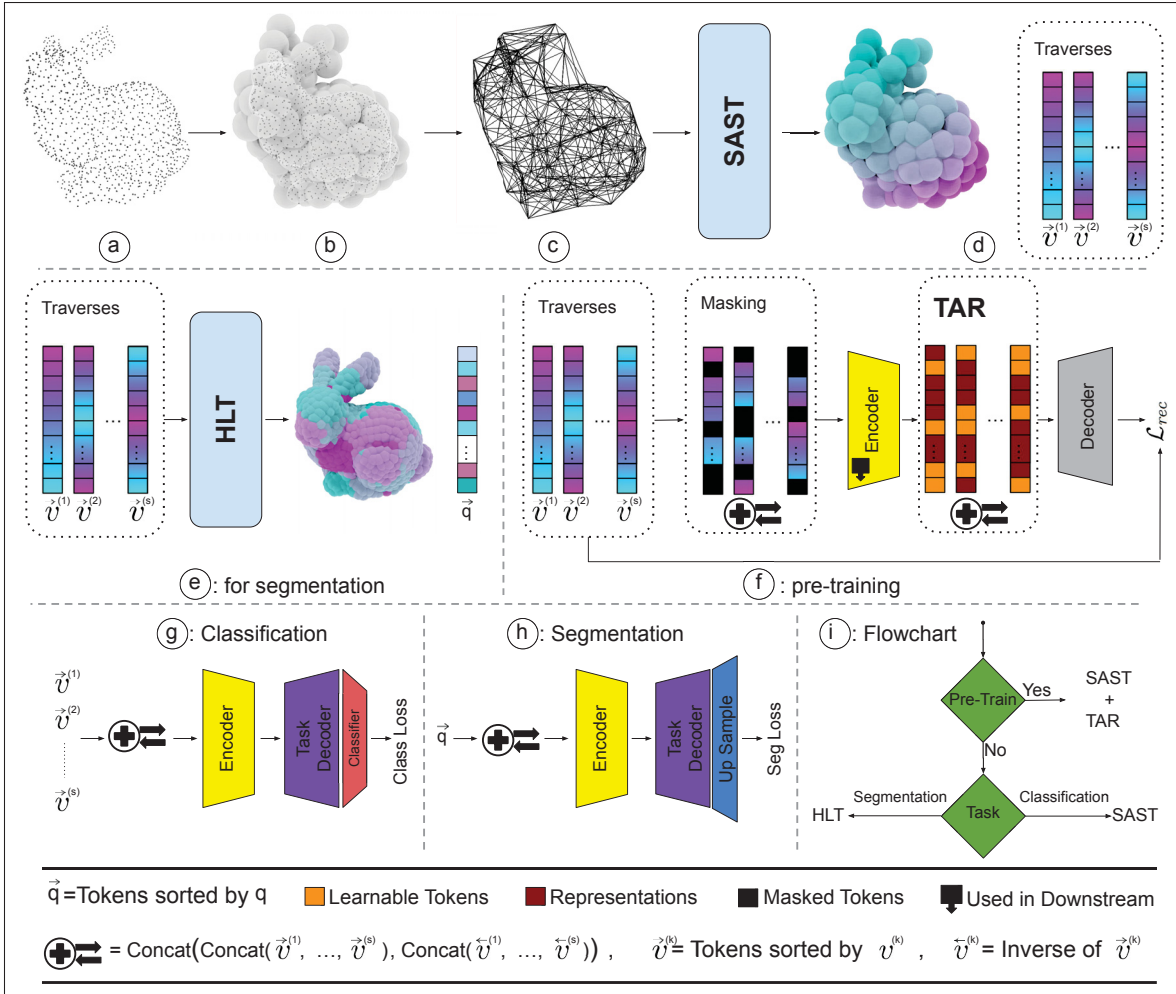 Traverses
SAST
v⃗⁽¹⁾ v⃗⁽²⁾ ... v⃗⁽ˢ⁾
a b c d
Traverses
HLT
v⃗⁽¹⁾ v⃗⁽²⁾ ... v⃗⁽ˢ⁾
q⃗
e : for segmentation
Traverses
v⃗⁽¹⁾ v⃗⁽²⁾ ... v⃗⁽ˢ⁾
Masking
Encoder
TAR
Decoder
ℒrec
f : pre-training
g : Classification
v⃗⁽¹⁾
v⃗⁽²⁾
v⃗⁽ˢ⁾
Encoder
Task
Decoder
Classifier
Class Loss
h : Segmentation
q⃗
Encoder
Task
Decoder
Up Sample
Seg Loss
i : Flowchart
Pre-Train
Yes
SAST
+
TAR
No
Segmentation
Classification
HLT
Task
SAST
q⃗ =Tokens sorted by q
Learnable Tokens
Representations
Masked Tokens
Used in Downstream
= Concat(Concat( v⃗⁽¹⁾, ..., v⃗⁽ˢ⁾), Concat( v⃖⁽¹⁾, ..., v⃖⁽ˢ⁾)) , v⃗⁽ᵏ⁾= Tokens sorted by v⁽ᵏ⁾ , v⃖⁽ᵏ⁾ = Inverse of v⃗⁽ᵏ⁾